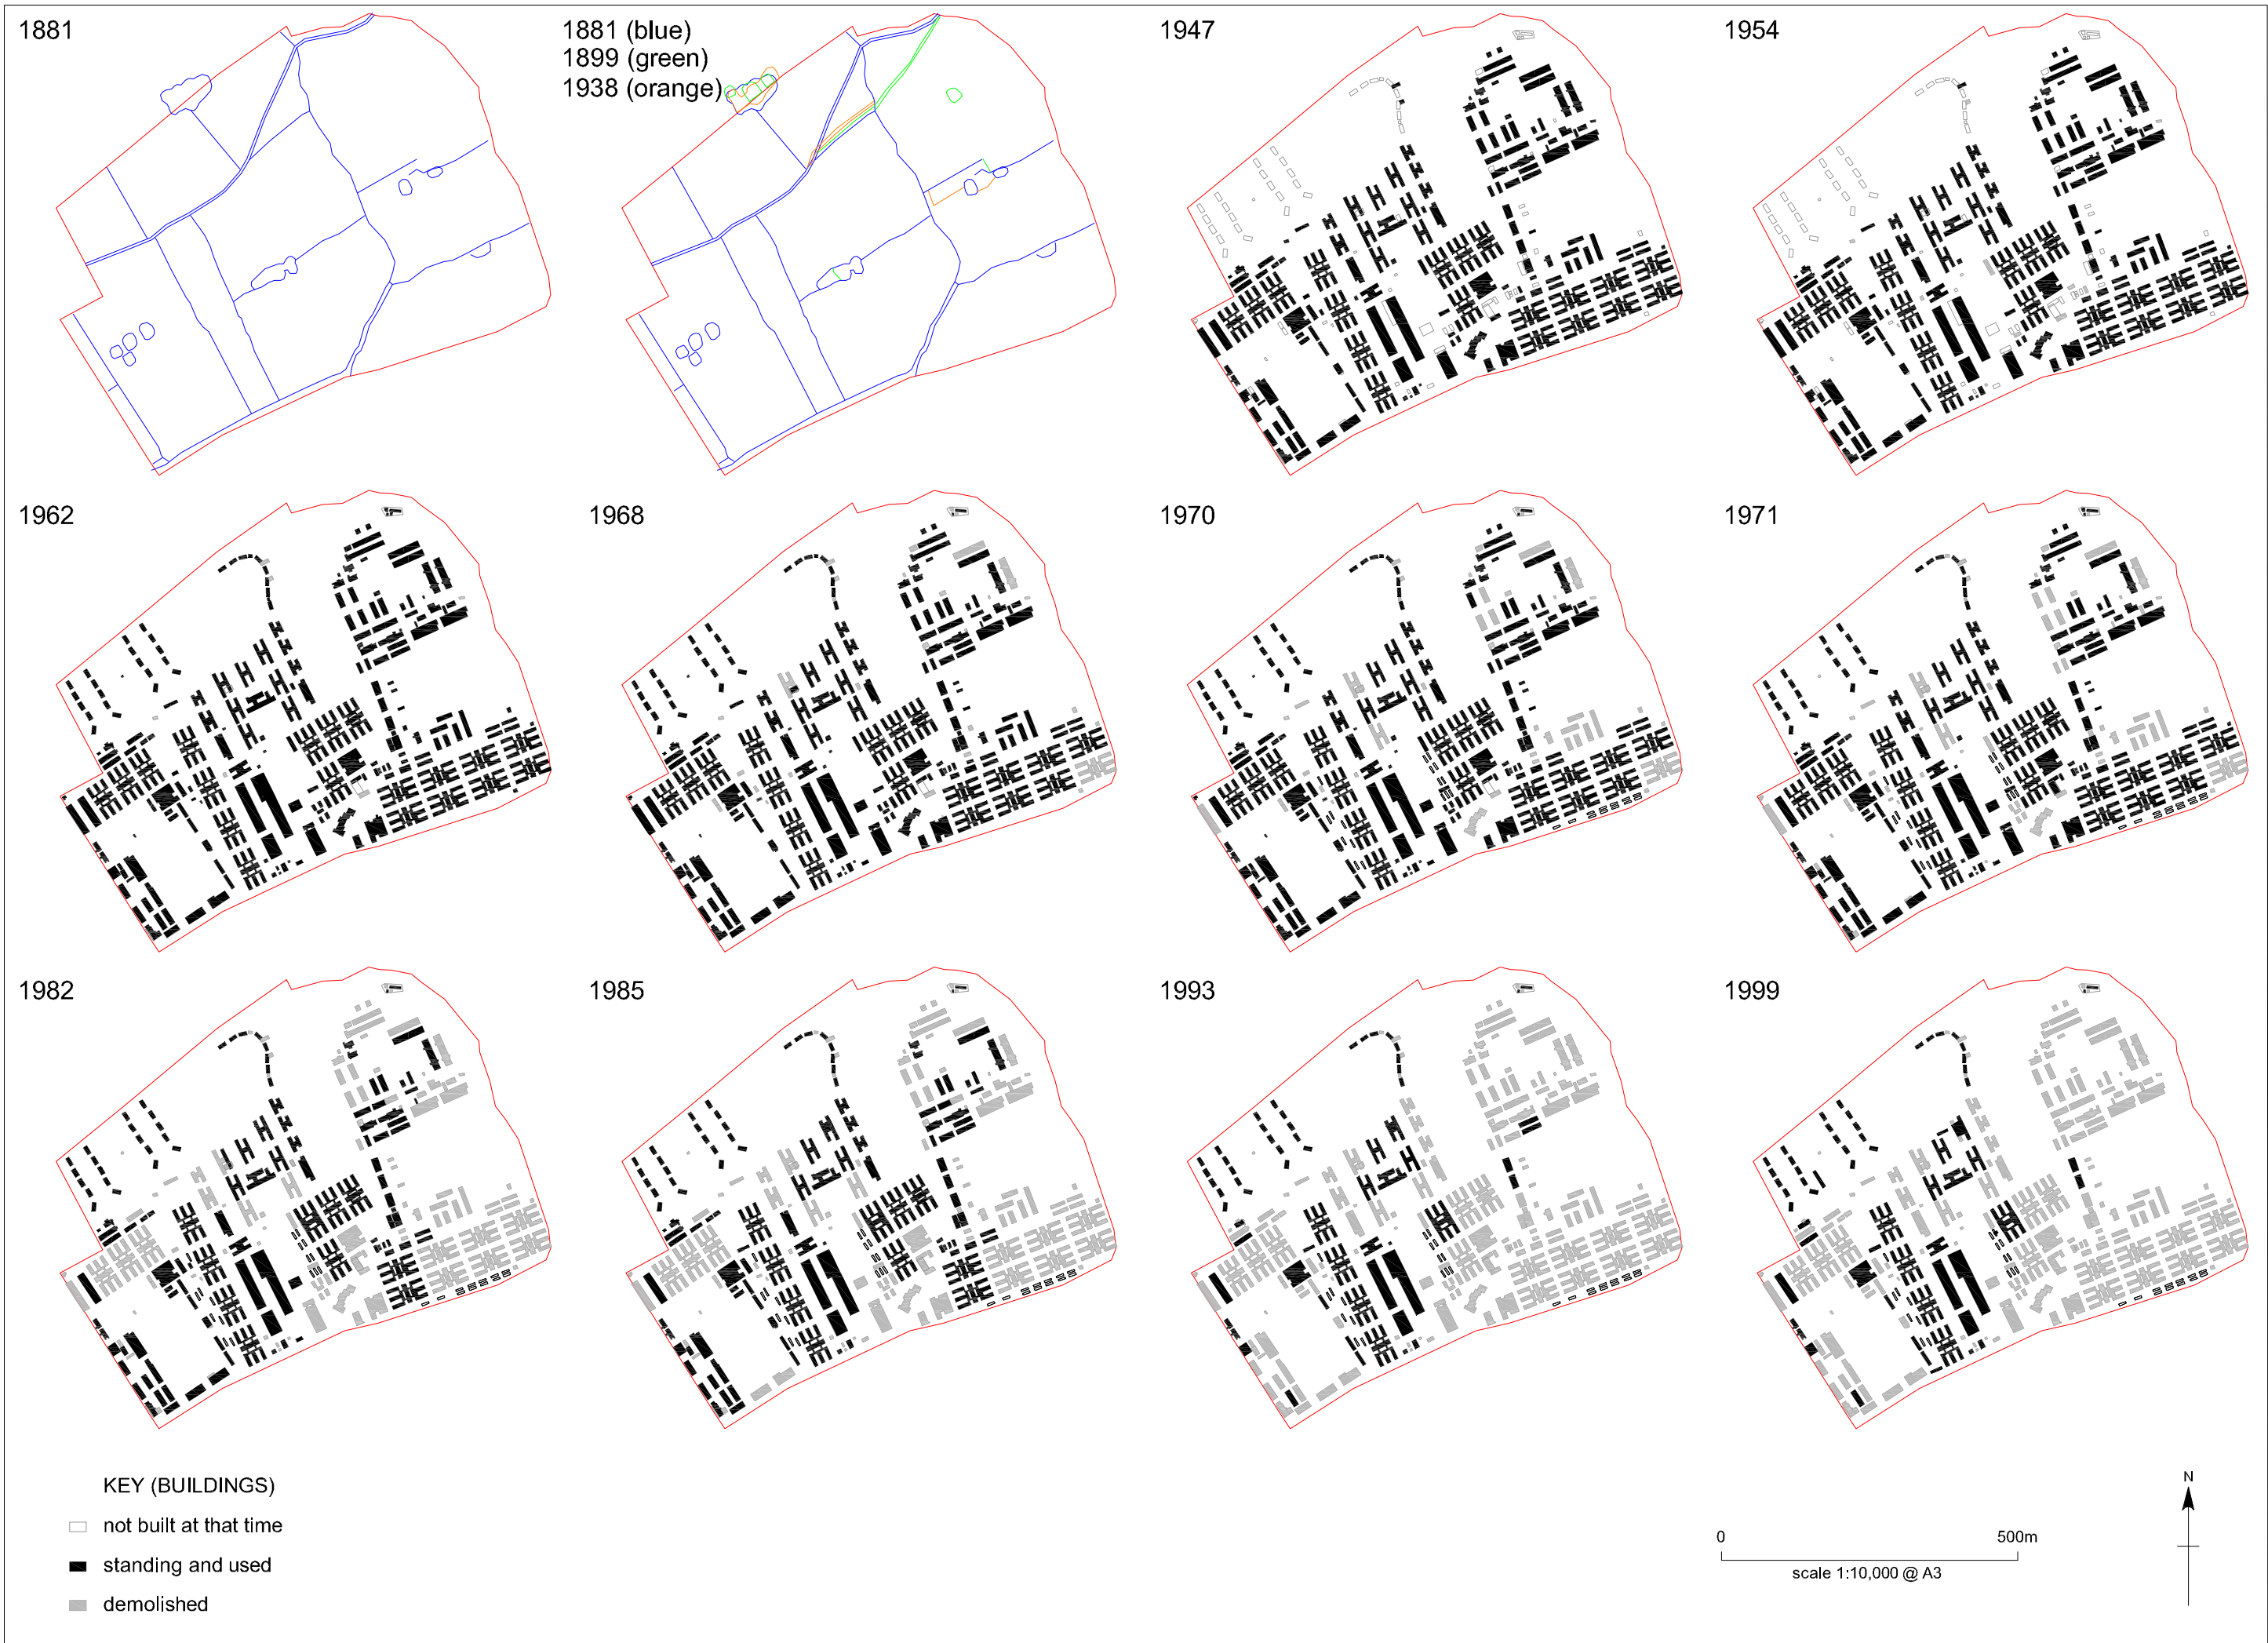 1881
1881 (blue)
1899 (green)
1938 (orange)
1947
1954
1962
1968
1970
1971
1982
1985
1993
1999
KEY (BUILDINGS)
not built at that time
standing and used
demolished
0 500m
scale 1:10,000 @ A3
N